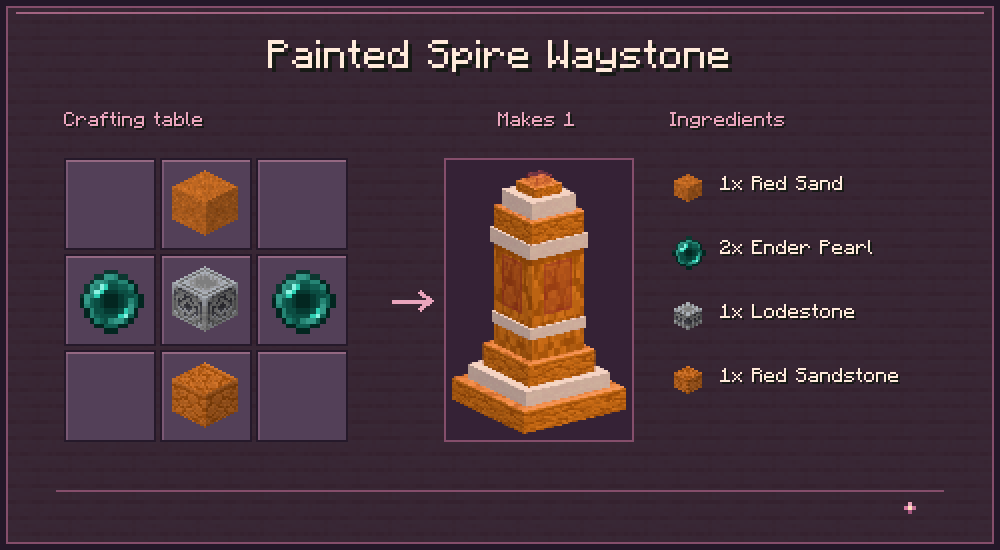 Painted Spire Waystone
Crafting table
Makes 1
Ingredients
1x Red Sand
2x Ender Pearl
1x Lodestone
1x Red Sandstone